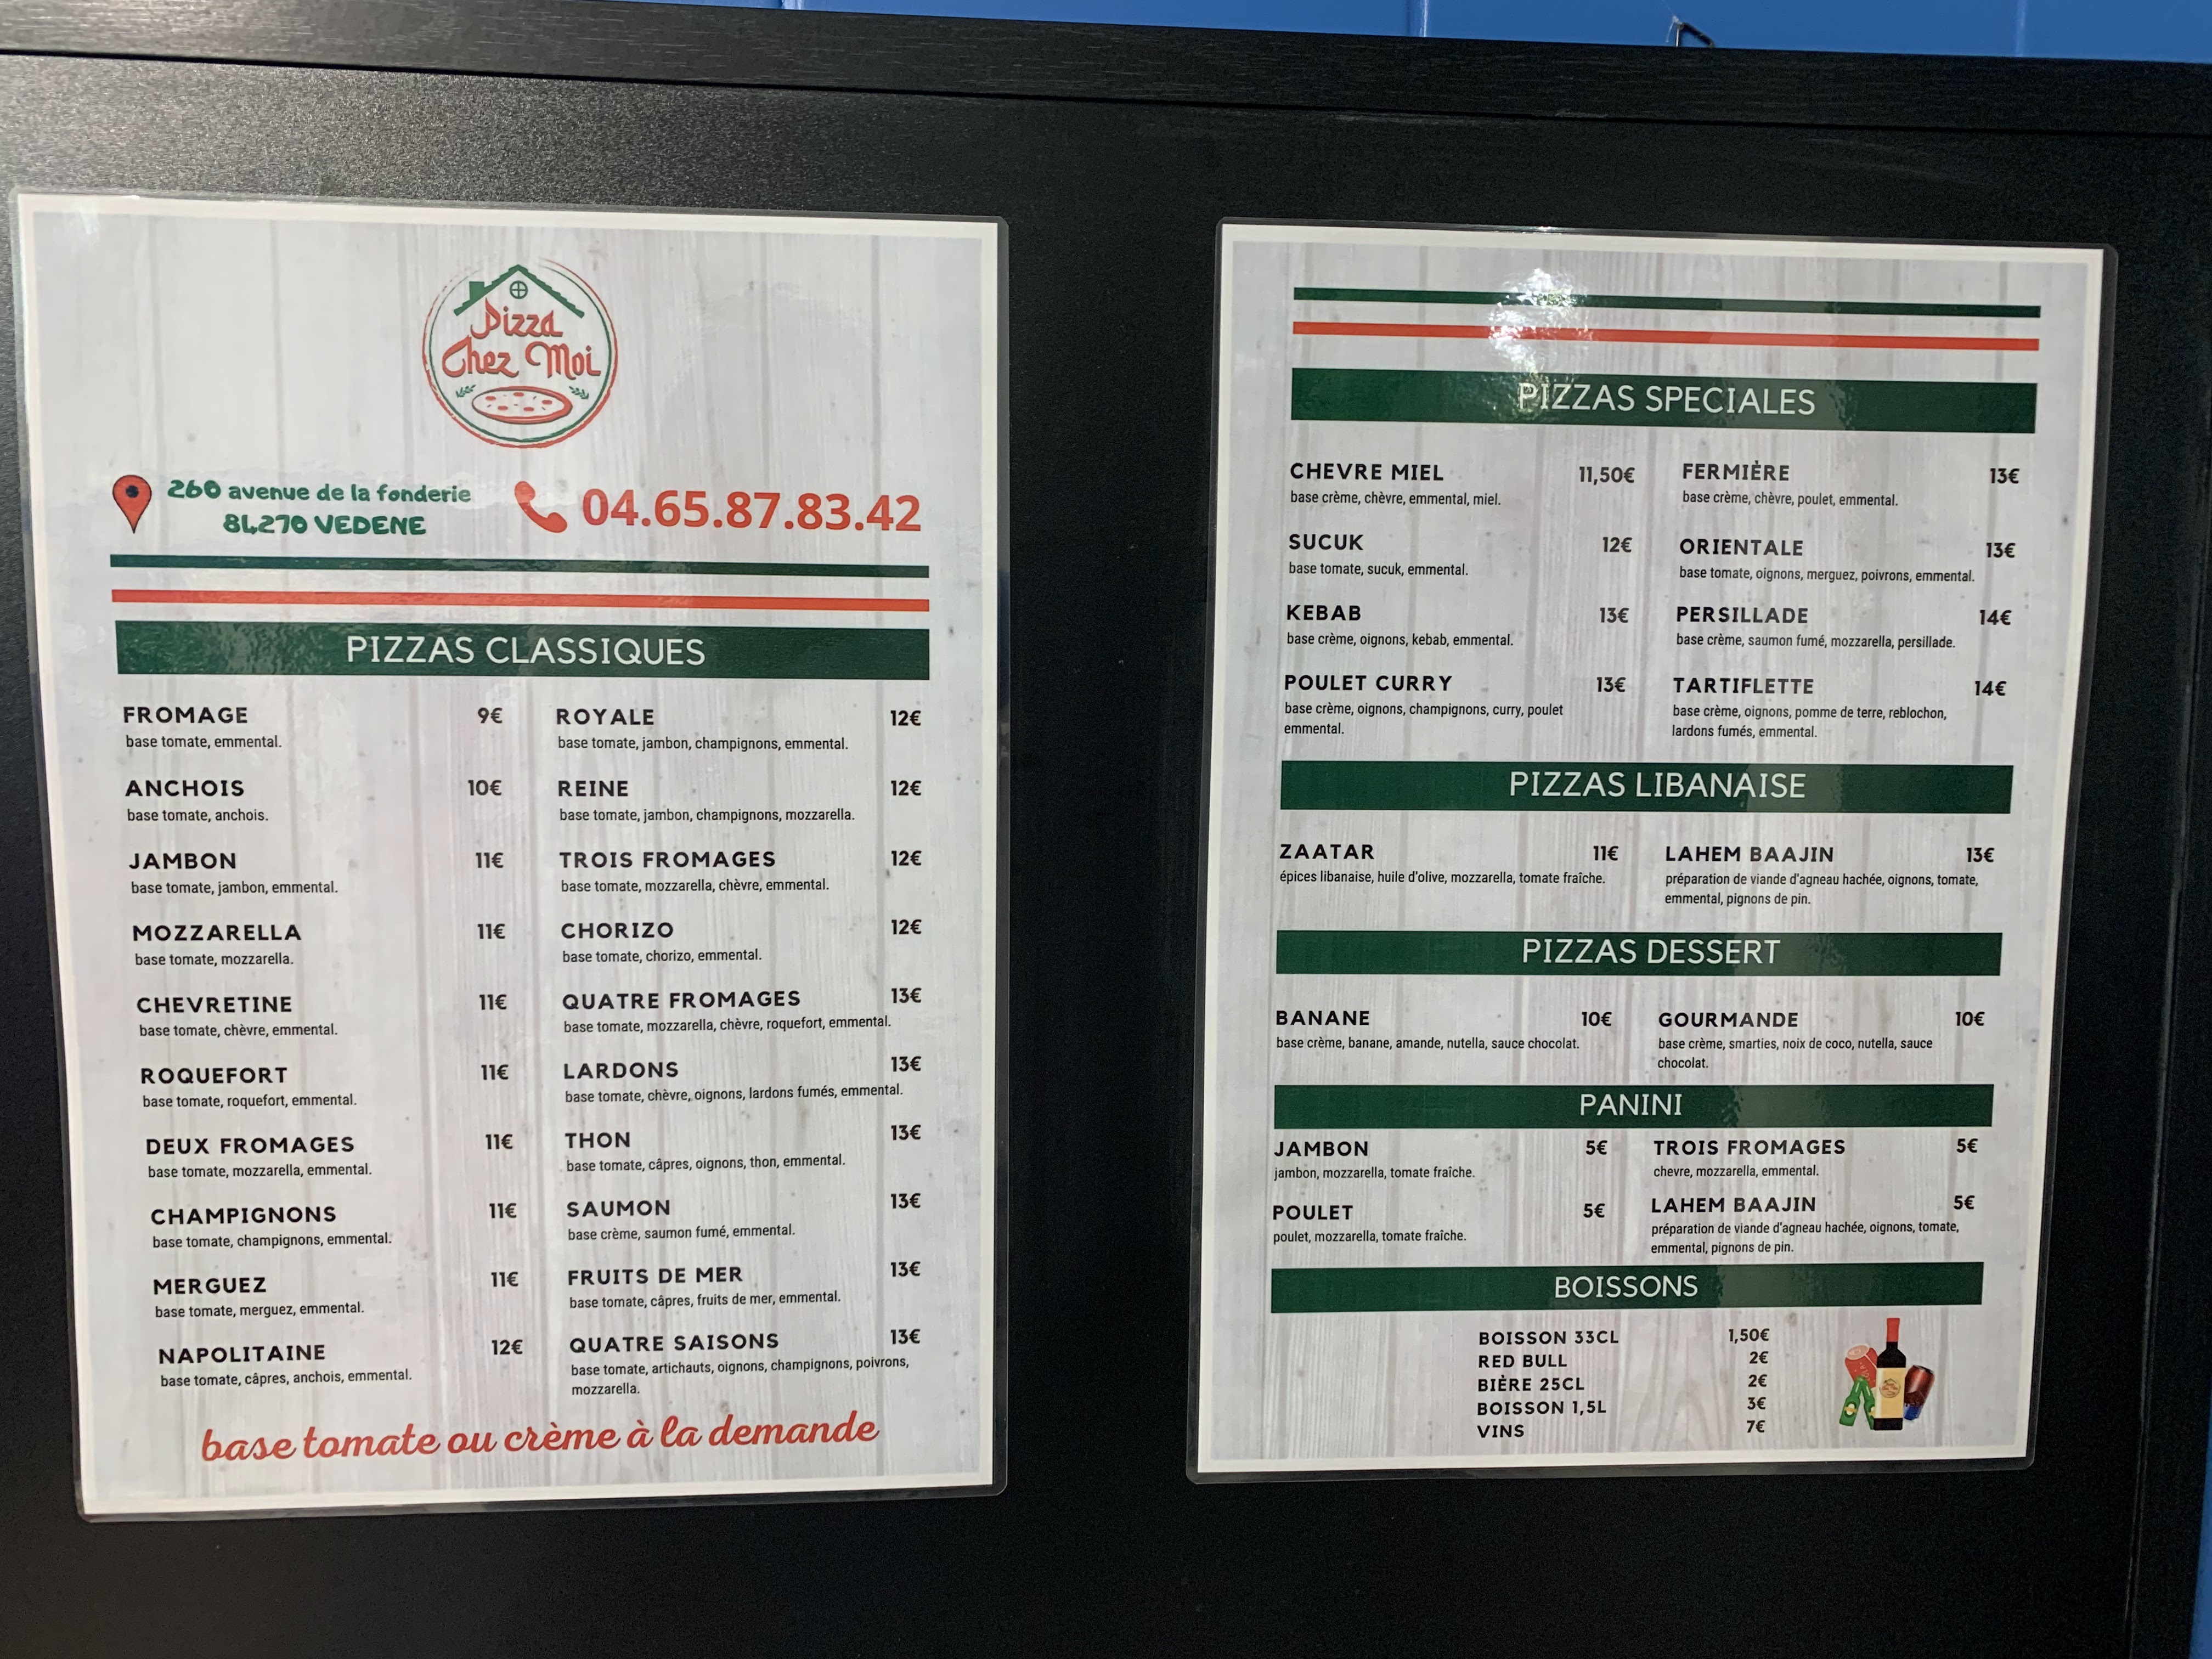 Pizza
Chez Moi
260 avenue de la fonderie
84270 VEDENE
04.65.87.83.42
PIZZAS CLASSIQUES
FROMAGE 9€
base tomate, emmental.
ANCHOIS 10€
base tomate, anchois.
JAMBON 11€
base tomate, jambon, emmental.
MOZZARELLA 11€
base tomate, mozzarella.
CHEVRETINE 11€
base tomate, chèvre, emmental.
ROQUEFORT 11€
base tomate, roquefort, emmental.
DEUX FROMAGES 11€
base tomate, mozzarella, emmental.
CHAMPIGNONS 11€
base tomate, champignons, emmental.
MERGUEZ 11€
base tomate, merguez, emmental.
NAPOLITAINE 12€
base tomate, câpres, anchois, emmental.
ROYALE 12€
base tomate, jambon, champignons, emmental.
REINE 12€
base tomate, jambon, champignons, mozzarella.
TROIS FROMAGES 12€
base tomate, mozzarella, chèvre, emmental.
CHORIZO 12€
base tomate, chorizo, emmental.
QUATRE FROMAGES 13€
base tomate, mozzarella, chèvre, roquefort, emmental.
LARDONS 13€
base tomate, chèvre, oignons, lardons fumés, emmental.
THON 13€
base tomate, câpres, oignons, thon, emmental.
SAUMON 13€
base crème, saumon fumé, emmental.
FRUITS DE MER 13€
base tomate, câpres, fruits de mer, emmental.
QUATRE SAISONS 13€
base tomate, artichauts, oignons, champignons, poivrons,
mozzarella.
base tomate ou crème à la demande
PIZZAS SPECIALES
CHEVRE MIEL 11,50€
base crème, chèvre, emmental, miel.
SUCUK 12€
base tomate, sucuk, emmental.
KEBAB 13€
base crème, oignons, kebab, emmental.
POULET CURRY 13€
base crème, oignons, champignons, curry, poulet
emmental.
FERMIÈRE 13€
base crème, chèvre, poulet, emmental.
ORIENTALE 13€
base tomate, oignons, merguez, poivrons, emmental.
PERSILLADE 14€
base crème, saumon fumé, mozzarella, persillade.
TARTIFLETTE 14€
base crème, oignons, pomme de terre, reblochon,
lardons fumés, emmental.
PIZZAS LIBANAISE
ZAATAR 11€
épices libanaise, huile d'olive, mozzarella, tomate fraîche.
LAHEM BAAJIN 13€
préparation de viande d'agneau hachée, oignons, tomate,
emmental, pignons de pin.
PIZZAS DESSERT
BANANE 10€
base crème, banane, amande, nutella, sauce chocolat.
GOURMANDE 10€
base crème, smarties, noix de coco, nutella, sauce
chocolat.
PANINI
JAMBON 5€
jambon, mozzarella, tomate fraîche.
POULET 5€
poulet, mozzarella, tomate fraîche.
TROIS FROMAGES 5€
chevre, mozzarella, emmental.
LAHEM BAAJIN 5€
préparation de viande d'agneau hachée, oignons, tomate,
emmental, pignons de pin.
BOISSONS
BOISSON 33CL 1,50€
RED BULL 2€
BIÈRE 25CL 2€
BOISSON 1,5L 3€
VINS 7€